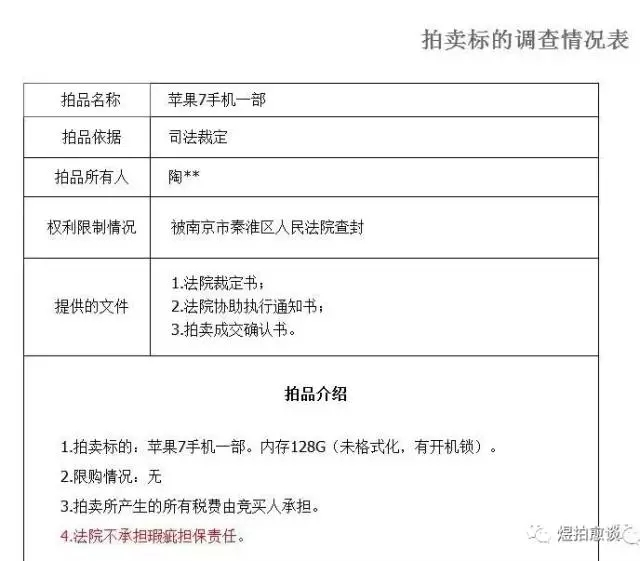 拍卖标的调查情况表
拍品名称 苹果7手机一部
拍品依据 司法裁定
拍品所有人 陶**
权利限制情况 被南京市秦淮区人民法院查封
提供的文件
1.法院裁定书;
2.法院协助执行通知书;
3.拍卖成交确认书。
拍品介绍
1.拍卖标的: 苹果7手机一部。内存128G (未格式化，有开机锁) 。
2.限购情况: 无
3.拍卖所产生的所有税费由竞买人承担。
4.法院不承担瑕疵担保责任。
煜拍愈谈